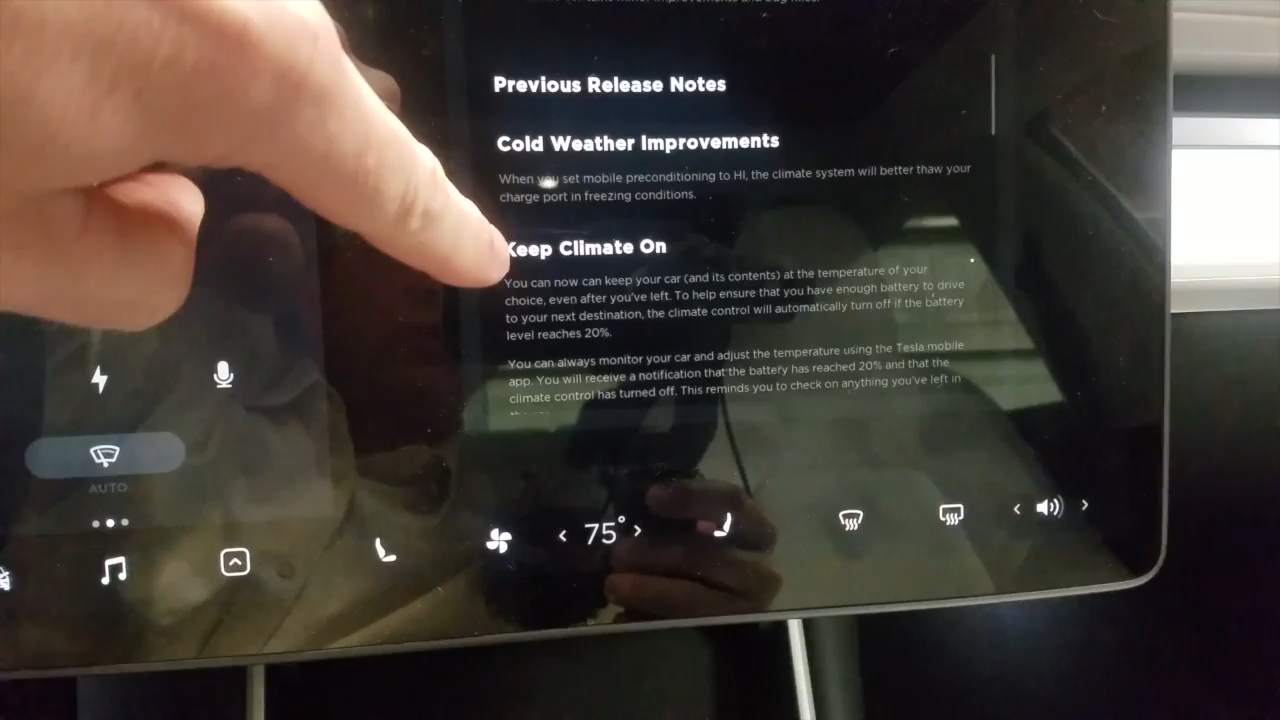 Previous Release Notes
Cold Weather Improvements
When you set mobile preconditioning to HI, the climate system will better thaw your
charge port in freezing conditions.
Keep Climate On
You can now can keep your car (and its contents) at the temperature of your
choice, even after you've left. To help ensure that you have enough battery to drive
to your next destination, the climate control will automatically turn off if the battery
level reaches 20%.
You can always monitor your car and adjust the temperature using the Tesla mobile
app. You will receive a notification that the battery has reached 20% and that the
climate control has turned off. This reminds you to check on anything you've left in
AUTO
< 75° >
< >